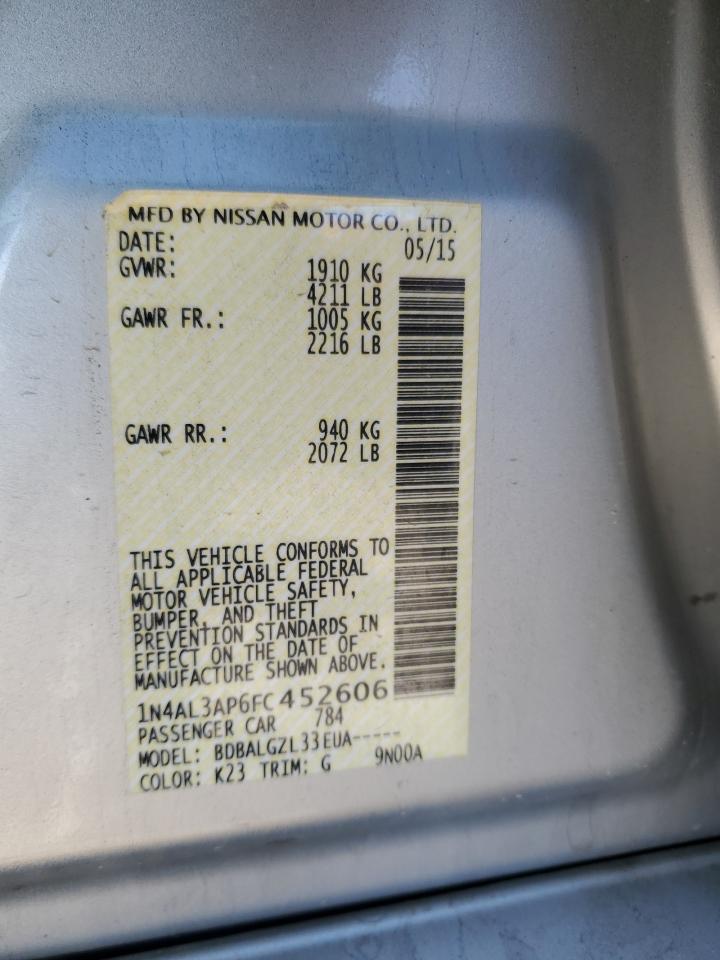 MFD BY NISSAN MOTOR CO., LTD.
DATE: 05/15
GVWR: 1910 KG
4211 LB
GAWR FR.: 1005 KG
2216 LB
GAWR RR.: 940 KG
2072 LB
THIS VEHICLE CONFORMS TO
ALL APPLICABLE FEDERAL
MOTOR VEHICLE SAFETY,
BUMPER, AND THEFT
PREVENTION STANDARDS IN
EFFECT ON THE DATE OF
MANUFACTURE SHOWN ABOVE.
1N4AL3AP6FC452606
PASSENGER CAR 784
MODEL: BDBALGZL33EUA-----
COLOR: K23 TRIM: G 9N00A